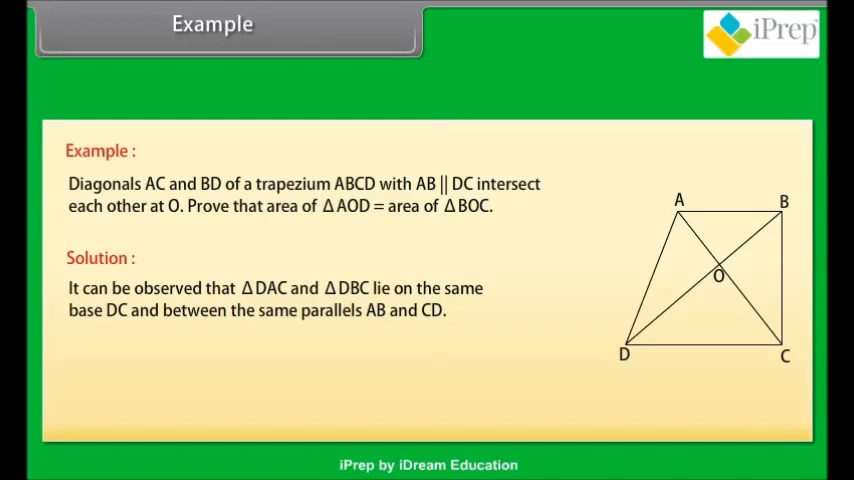 Example
iPrep
Example :
Diagonals AC and BD of a trapezium ABCD with AB || DC intersect
each other at O. Prove that area of Δ AOD = area of Δ BOC.
Solution :
It can be observed that Δ DAC and Δ DBC lie on the same
base DC and between the same parallels AB and CD.
A
B
O
D
C
iPrep by iDream Education